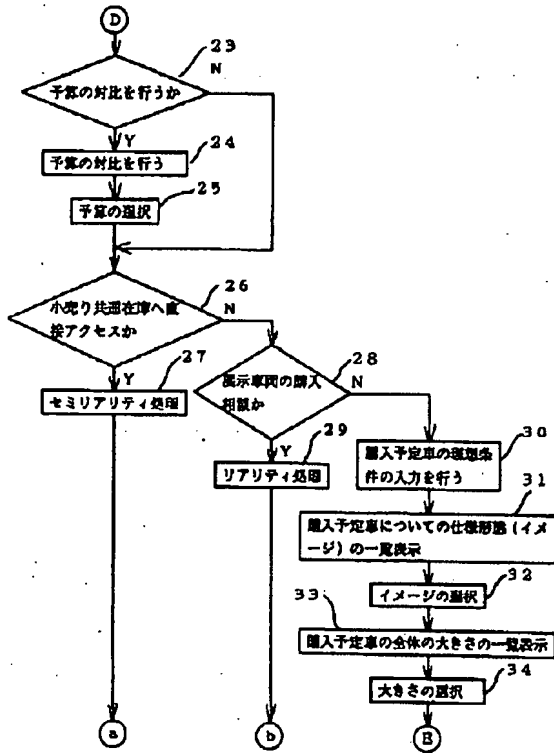 D
23
N
予算の対比を行うか
Y
24
予算の対比を行う
25
予算の選択
26
N
小売り共通在庫へ直
接アクセスか
Y
27
セミリアリティ処理
28
N
展示車両の購入
相談か
Y
29
リアリティ処理
30
購入予定車の理想条
件の入力を行う
31
購入予定車についての仕様形態(イメ
ージ)の一覧表示
32
イメージの選択
33
購入予定車の全体の大きさの一覧表示
34
大きさの選択
a
b
E